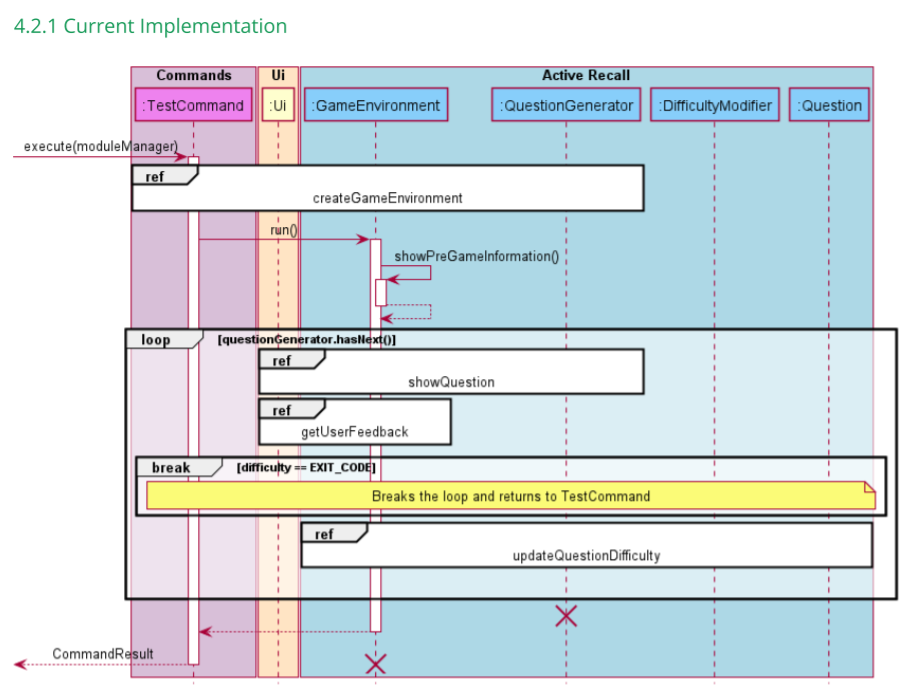 4.2.1 Current Implementation
Commands
Ui
Active Recall
:TestCommand
:Ui
:GameEnvironment
:QuestionGenerator
:DifficultyModifier
:Question
execute(moduleManager)
ref
createGameEnvironment
run()
showPreGameInformation()
loop
[questionGenerator.hasNext()]
ref
showQuestion
ref
getUserFeedback
break
[difficulty == EXIT_CODE]
Breaks the loop and returns to TestCommand
ref
updateQuestionDifficulty
CommandResult